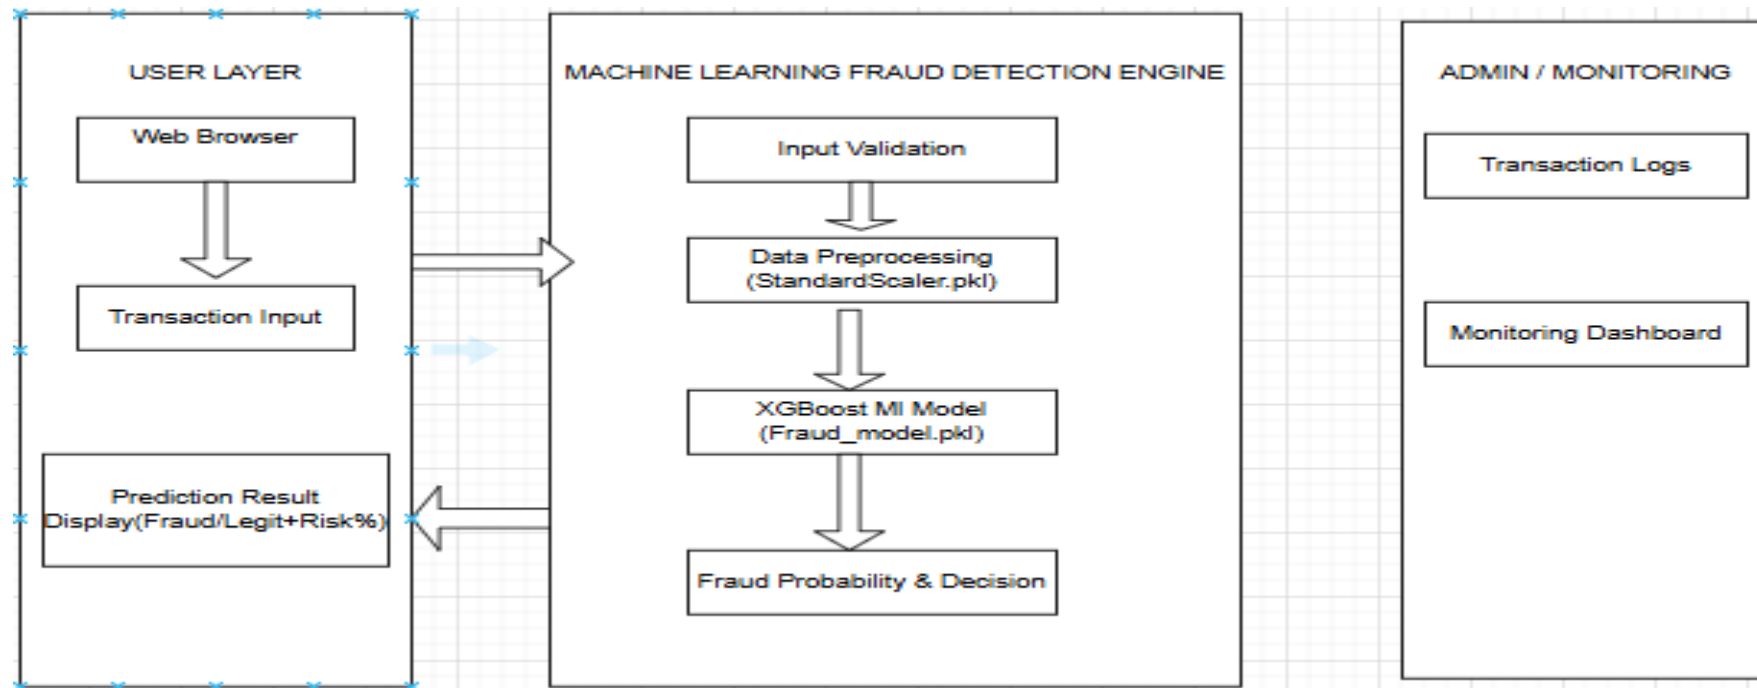 USER LAYER
Web Browser
Transaction Input
Prediction Result
Display(Fraud/Legit+Risk%)
MACHINE LEARNING FRAUD DETECTION ENGINE
Input Validation
Data Preprocessing
(StandardScaler.pkl)
XGBoost Ml Model
(Fraud_model.pkl)
Fraud Probability & Decision
ADMIN / MONITORING
Transaction Logs
Monitoring Dashboard